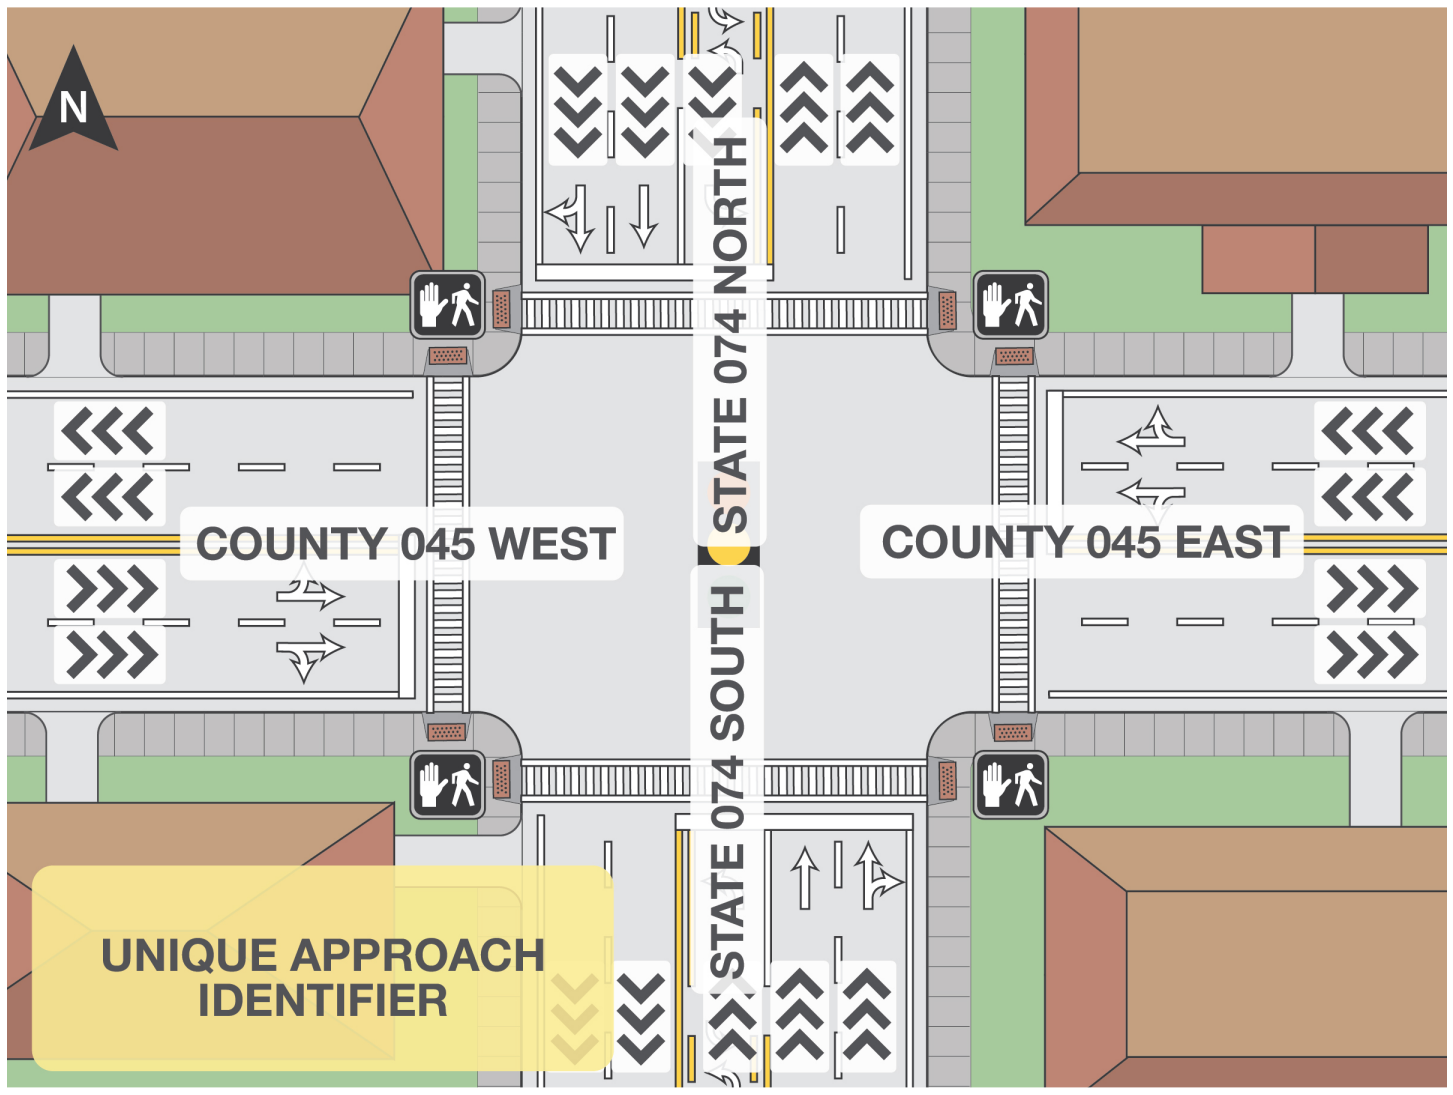 N
STATE 074 NORTH
COUNTY 045 WEST
COUNTY 045 EAST
STATE 074 SOUTH
UNIQUE APPROACH
IDENTIFIER